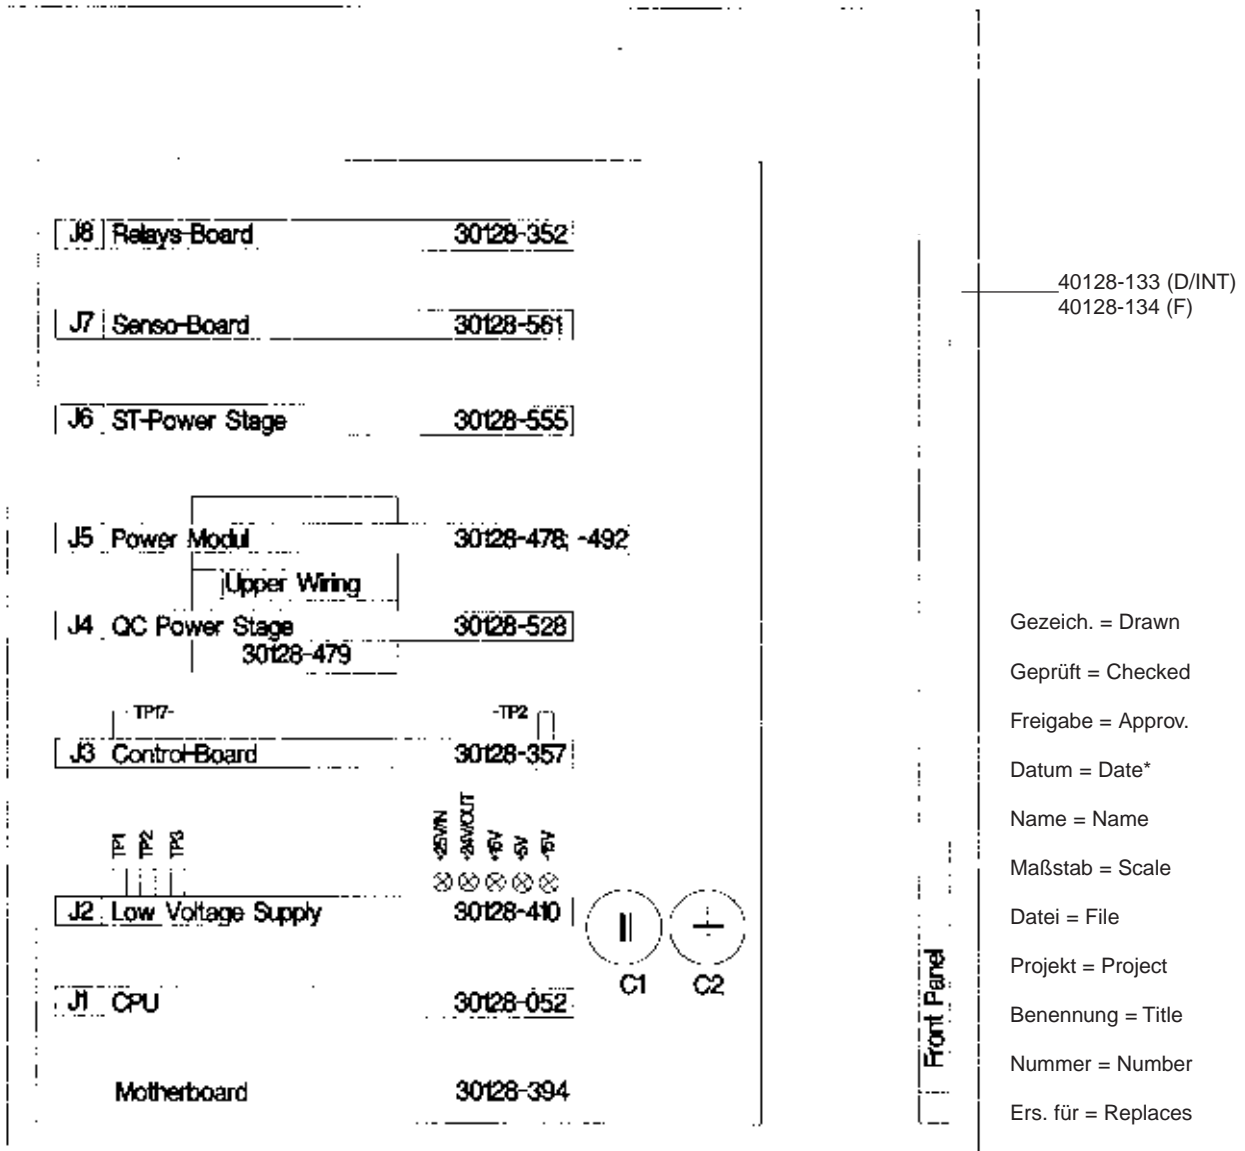 J8 Relays-Board 30128-352
40128-133 (D/INT)
40128-134 (F)
J7 Senso-Board 30128-561
J6 ST-Power Stage 30128-555
J5 Power Modul 30128-478; -492
Upper Wiring
J4 QC Power Stage 30128-528
30128-479
-TP17- -TP2
J3 Control-Board 30128-357
TP1 TP2 TP3 +25V/IN +24V/OUT +15V +5V -15V
J2 Low Voltage Supply 30128-410
C1 C2
J1 CPU 30128-052
Motherboard 30128-394
Front Panel
Gezeich. = Drawn
Geprüft = Checked
Freigabe = Approv.
Datum = Date*
Name = Name
Maßstab = Scale
Datei = File
Projekt = Project
Benennung = Title
Nummer = Number
Ers. für = Replaces